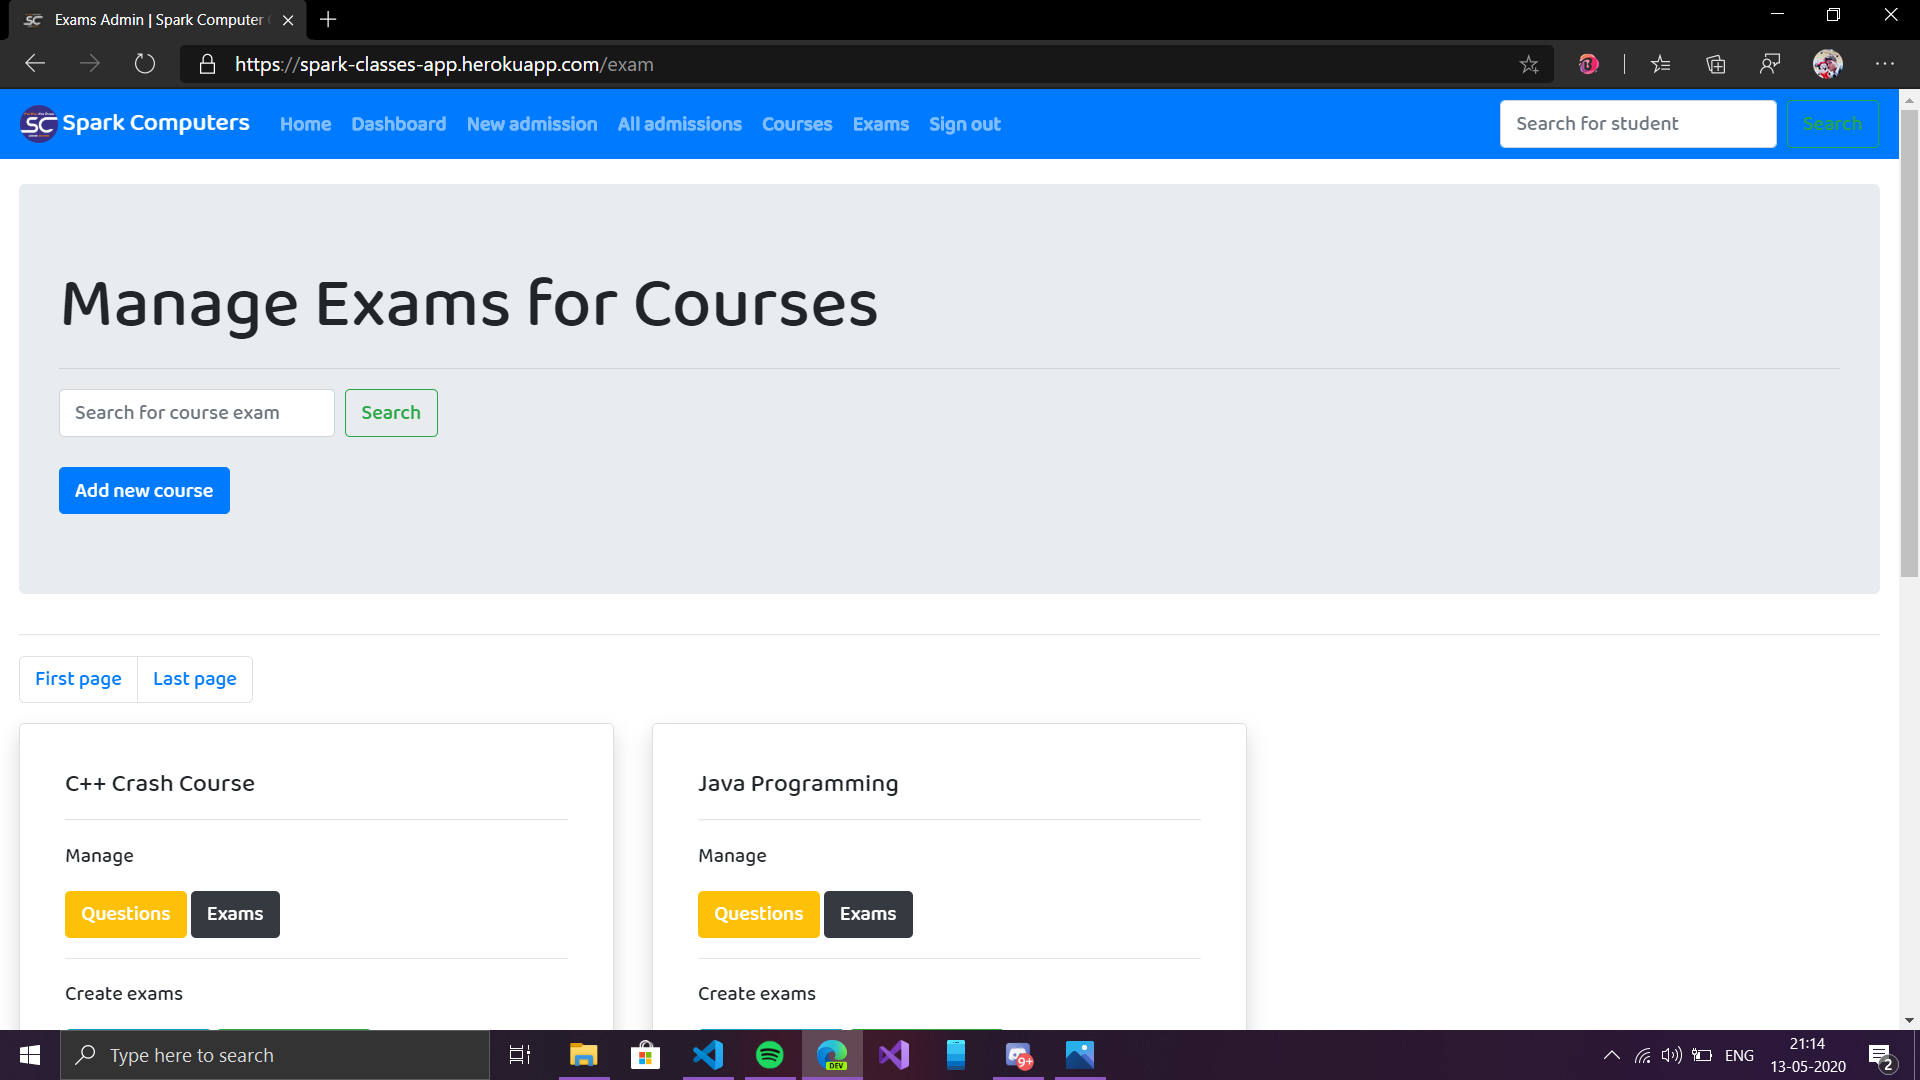 Exams Admin | Spark Computer
https://spark-classes-app.herokuapp.com/exam
SC Spark Computers Home Dashboard New admission All admissions Courses Exams Sign out Search for student Search
Manage Exams for Courses
Search for course exam Search
Add new course
First page Last page
C++ Crash Course
Manage
Questions Exams
Create exams
Java Programming
Manage
Questions Exams
Create exams
Type here to search
DEV
9+
ENG
21:14
13-05-2020
2